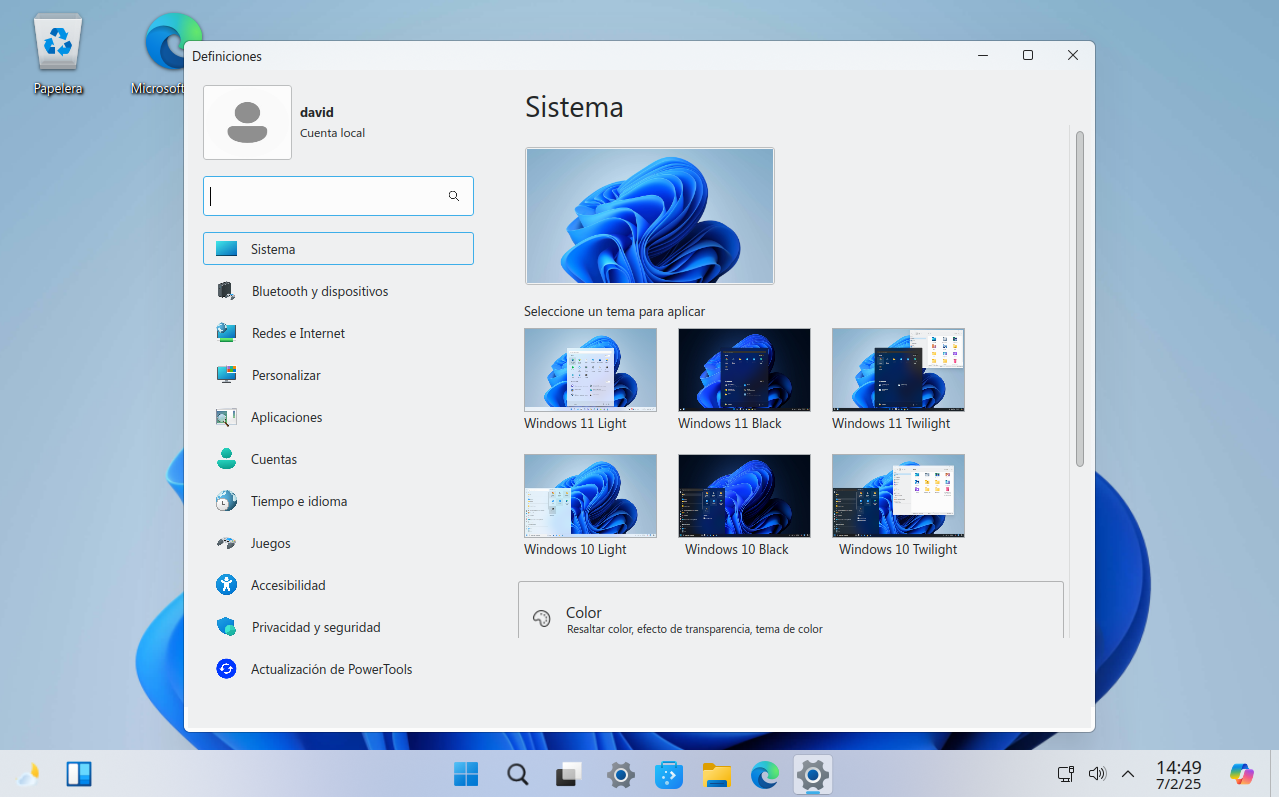 Papelera
Microsoft
Definiciones
david
Cuenta local
Sistema
Bluetooth y dispositivos
Redes e Internet
Personalizar
Aplicaciones
Cuentas
Tiempo e idioma
Juegos
Accesibilidad
Privacidad y seguridad
Actualización de PowerTools
Sistema
Seleccione un tema para aplicar
Windows 11 Light
Windows 11 Black
Windows 11 Twilight
Windows 10 Light
Windows 10 Black
Windows 10 Twilight
Color
Resaltar color, efecto de transparencia, tema de color
14:49
7/2/25